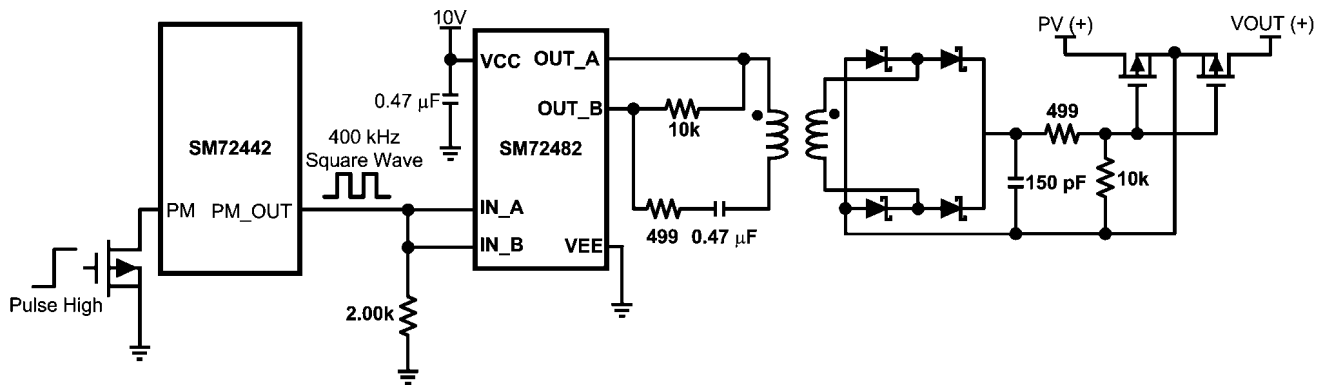 10V
PV (+)
VOUT (+)
VCC
OUT_A
0.47 µF
OUT_B
10k
499
SM72442
400 kHz
Square Wave
SM72482
150 pF
10k
PM
PM_OUT
IN_A
499
0.47 µF
IN_B
VEE
Pulse High
2.00k